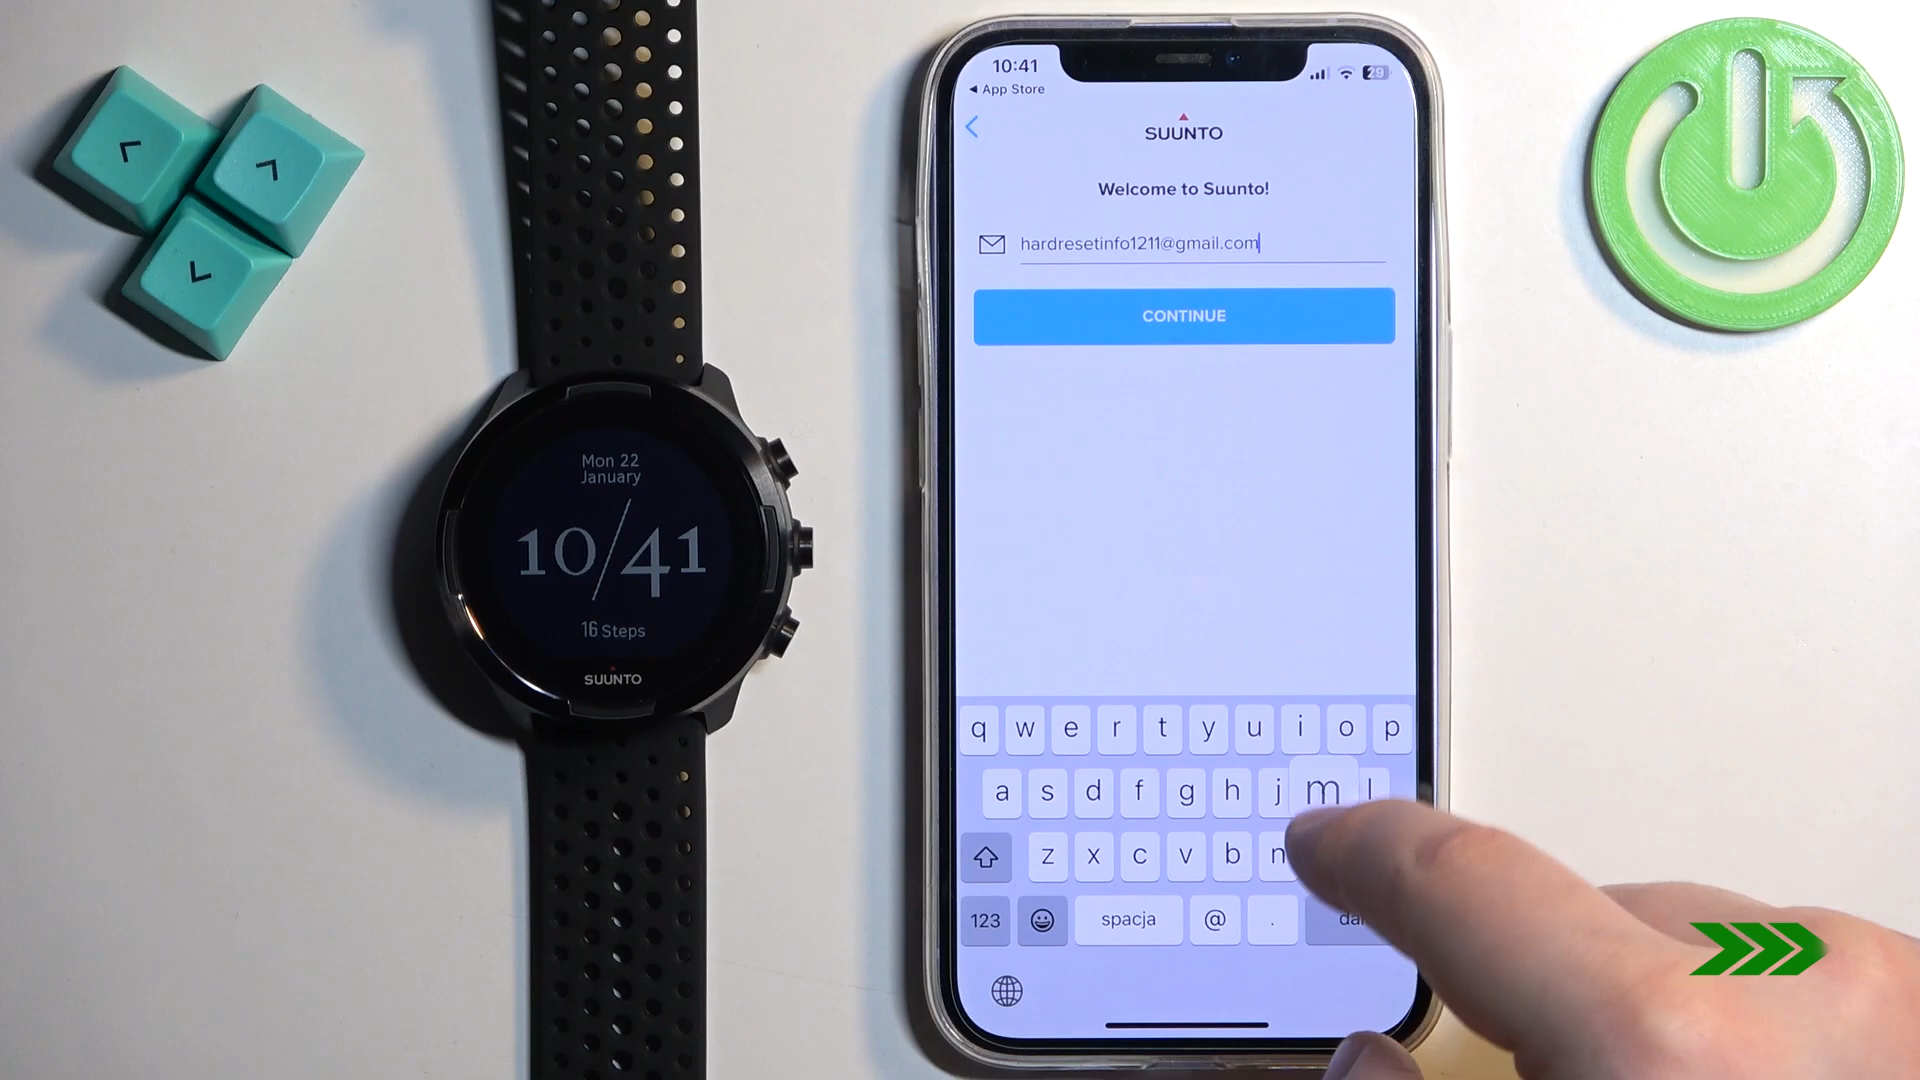 Mon 22
January
10/41
16 Steps
SUUNTO
10:41
29
◄ App Store
SUUNTO
Welcome to Suunto!
hardresetinfo1211@gmail.com
CONTINUE
q w e r t y u i o p
a s d f g h j m l
z x c v b n
123 spacja @ .